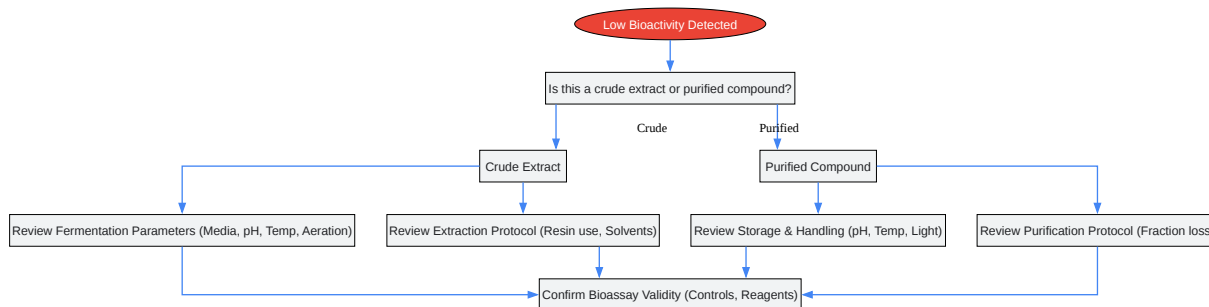 Low Bioactivity Detected
Is this a crude extract or purified compound?
Crude
Purified
Crude Extract
Purified Compound
Review Fermentation Parameters (Media, pH, Temp, Aeration)
Review Extraction Protocol (Resin use, Solvents)
Review Storage & Handling (pH, Temp, Light)
Review Purification Protocol (Fraction loss
Confirm Bioassay Validity (Controls, Reagents)